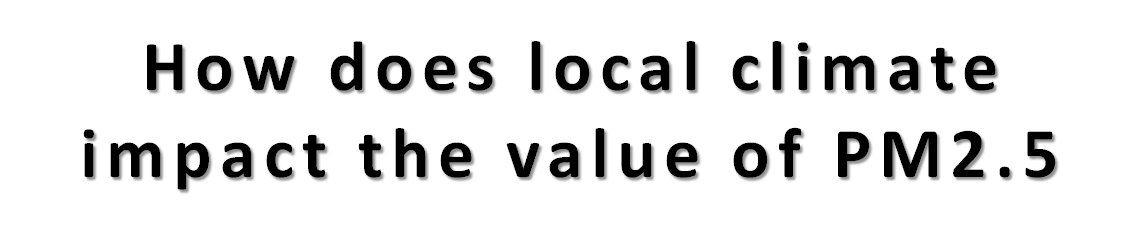 How does local climate
impact the value of PM2.5